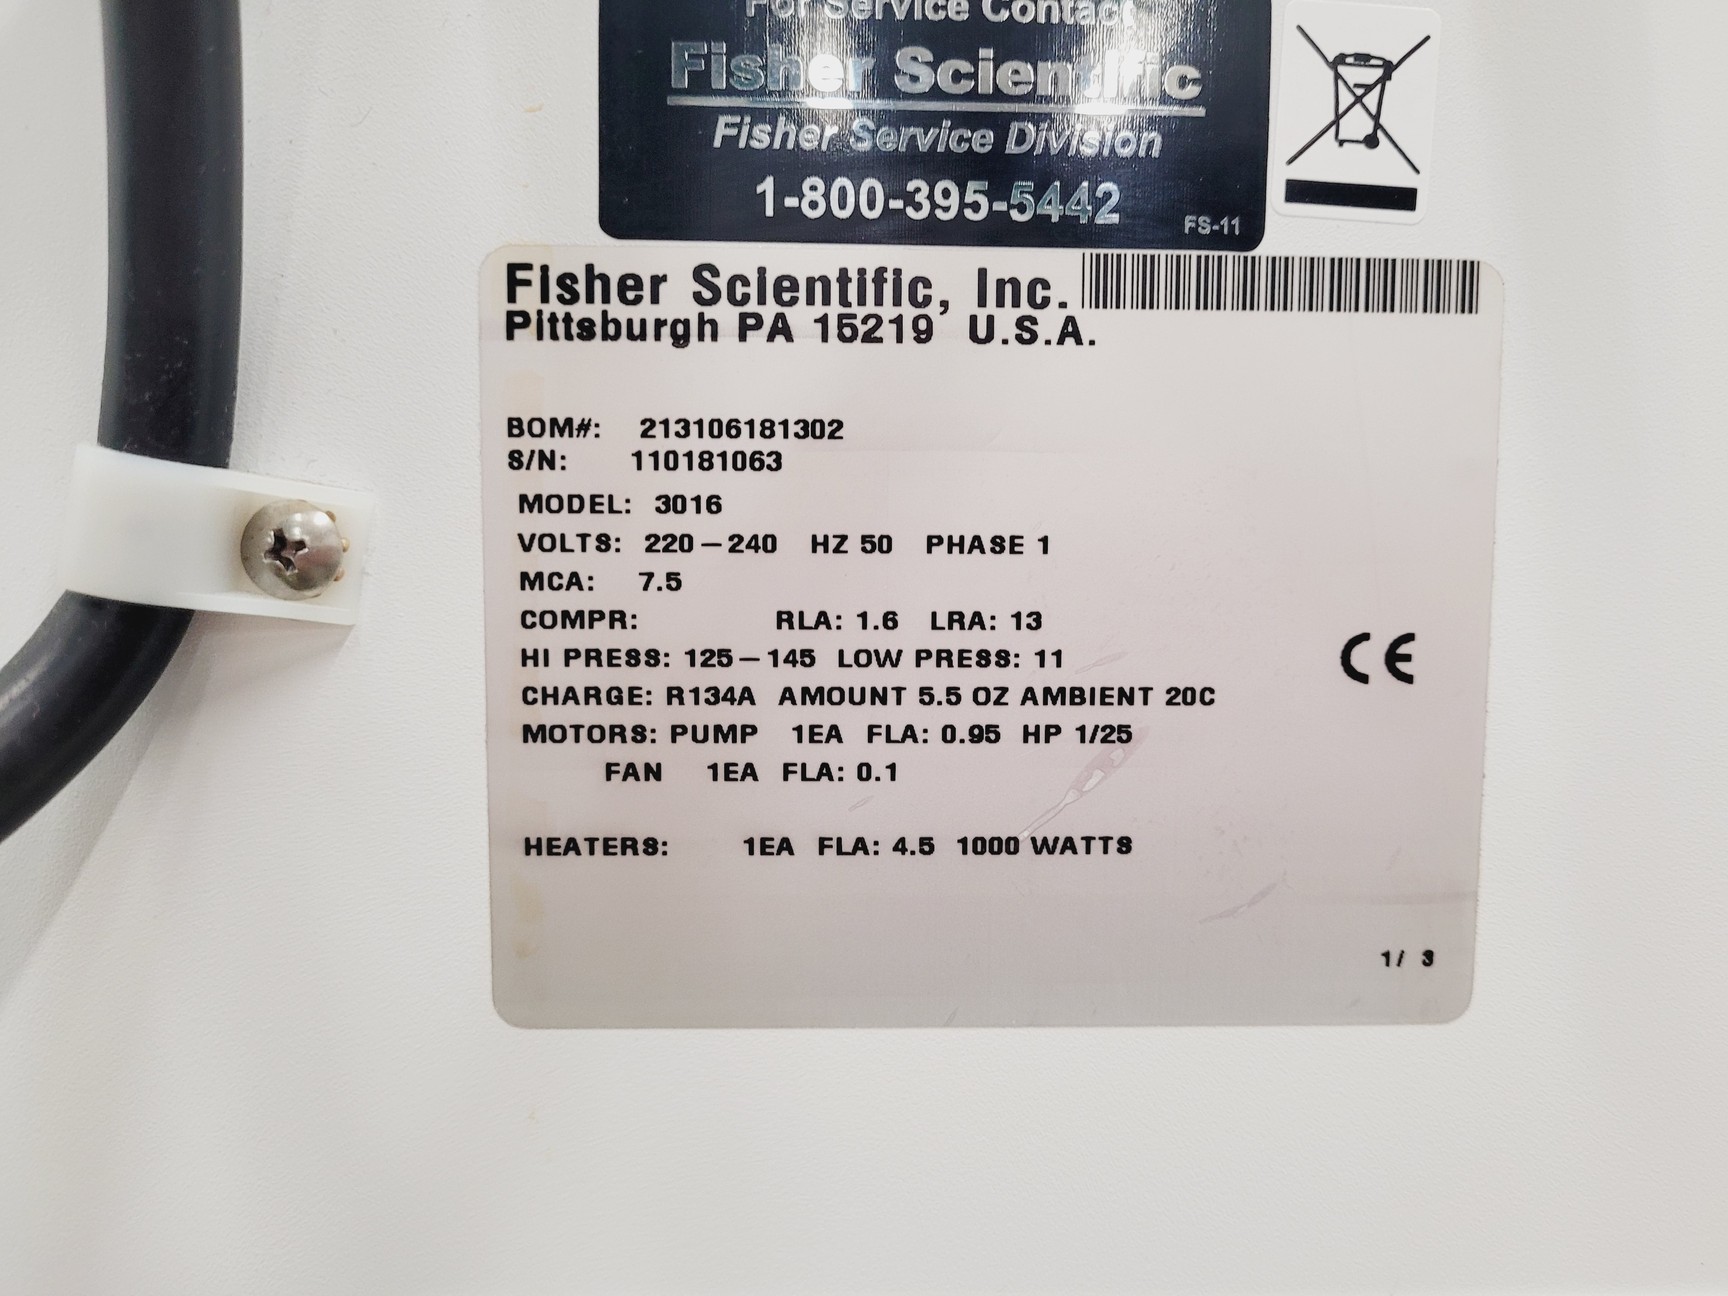 For Service Contact
Fisher Scientific
Fisher Service Division
1-800-395-5442
FS-11
Fisher Scientific, Inc.
Pittsburgh PA 15219 U.S.A.
BOM#: 213106181302
S/N: 110181063
MODEL: 3016
VOLTS: 220-240 HZ 50 PHASE 1
MCA: 7.5
COMPR: RLA: 1.6 LRA: 13
HI PRESS: 125-145 LOW PRESS: 11
CE
CHARGE: R134A AMOUNT 5.5 OZ AMBIENT 20C
MOTORS: PUMP 1EA FLA: 0.95 HP 1/25
FAN 1EA FLA: 0.1
HEATERS: 1EA FLA: 4.5 1000 WATTS
1/ 3